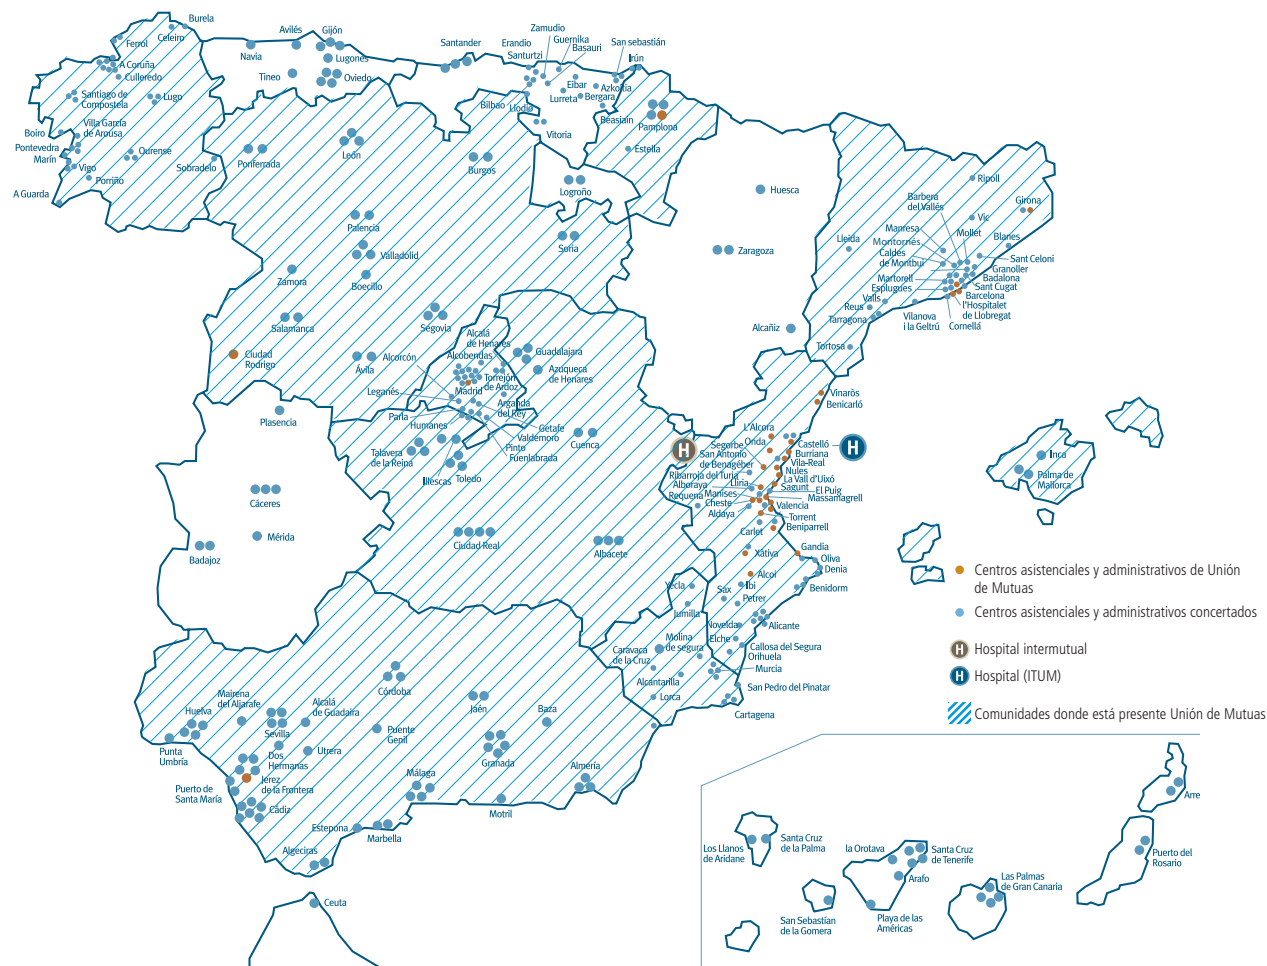 Burela
Celeiro
Ferrol
A Coruña
Culleredo
Santiago de
Compostela
Lugo
Villa García
de Arousa
Boiro
Pontevedra
Marín
Vigo
Porriño
A Guarda
Ourense
Sobradelo
Navia
Avilés
Gijón
Lugones
Tineo
Oviedo
Santander
Zamudio
Erandio
Guernika
Santurtzi
Basauri
San sebastián
Irún
Bilbao
Llodio
Eibar
Lurreta
Bergara
Azkoitia
Beasiain
Vitoria
Pamplona
Estella
Logroño
Ponferrada
León
Burgos
Palencia
Valladolid
Boecillo
Zamora
Salamanca
Soria
Segovia
Ávila
Ciudad
Rodrigo
Huesca
Zaragoza
Alcañiz
Ripoll
Girona
Barbera
del Vallés
Vic
Manresa
Mollet
Montornés
Blanes
Lleida
Caldes
de Montbui
Sant Celoni
Granoller
Martorell
Badalona
Esplugues
Sant Cugat
Barcelona
Valls
Reus
l'Hospitalet
de Llobregat
Tarragona
Vilanova
i la Geltrú
Cornellá
Tortosa
Alcalá
de Henares
Alcobendas
Guadalajara
Azuqueca
de Henares
Alcorcón
Leganés
Madrid
Torrejón
de Ardoz
Arganda
del Rey
Parla
Humanes
Getafe
Valdemoro
Pinto
Fuenlabrada
Talavera
de la Reina
Illescas
Toledo
Cuenca
Ciudad Real
Albacete
Plasencia
Cáceres
Mérida
Badajoz
Vinaròs
Benicarló
L'Alcora
Onda
Castelló
Segorbe
Burriana
San Antonio
de Benagéber
Vila-Real
Nules
Ribarroja del Turia
La Vall d'Uixó
Alboraya
Lliria
Sagunt
El Puig
Requena
Manises
Massamagrell
Cheste
Valencia
Aldaya
Torrent
Beniparrell
Carlet
Gandia
Xátiva
Oliva
Denia
Alcoi
Ibi
Benidorm
Sax
Petrer
Yecla
Jumilla
Novelda
Alicante
Elche
Molina
de segura
Callosa del Segura
Orihuela
Caravaca
de la Cruz
Murcia
Alcantarilla
San Pedro del Pinatar
Lorca
Cartagena
Inca
Palma de
Mallorca
Córdoba
Jaén
Baza
Mairena
del Aljarafe
Alcalá
de Guadaira
Huelva
Sevilla
Puente
Genil
Punta
Umbría
Utrera
Dos
Hermanas
Granada
Jerez
de la Frontera
Puerto de
Santa María
Málaga
Almería
Cádiz
Motril
Estepona
Marbella
Algeciras
Ceuta
Centros asistenciales y administrativos de Unión
de Mutuas
Centros asistenciales y administrativos concertados
H
Hospital intermutual
H
Hospital (ITUM)
Comunidades donde está presente Unión de Mutuas
H
H
Arre
Puerto del
Rosario
Los Llanos
de Aridane
Santa Cruz
de la Palma
la Orotava
Santa Cruz
de Tenerife
Arafo
Las Palmas
de Gran Canaria
San Sebastían
de la Gomera
Playa de las
Américas